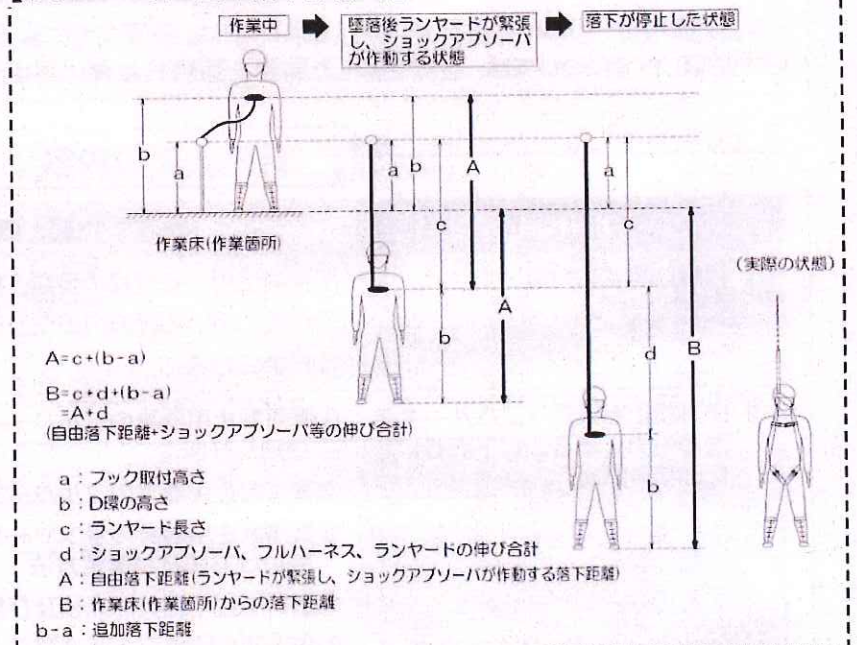 作業中
墜落後ランヤードが緊張
し、ショックアブソーバ
が作動する状態
落下が停止した状態
b
a
作業床(作業箇所)
a
b
c
A
A
b
a
c
d
B
b
(実際の状態)
A=c+(b-a)
B=c+d+(b-a)
=A+d
(自由落下距離・ショックアブソーバ等の伸び合計)
a:フック取付高さ
b:D環の高さ
c:ランヤード長さ
d:ショックアブソーバ、フルハーネス、ランヤードの伸び合計
A:自由落下距離(ランヤードが緊張し、ショックアブソーバが作動する落下距離)
B:作業床(作業箇所)からの落下距離
b-a:追加落下距離